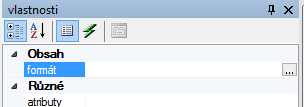 vlastnosti
Obsah
formát
...
Různé
atributy